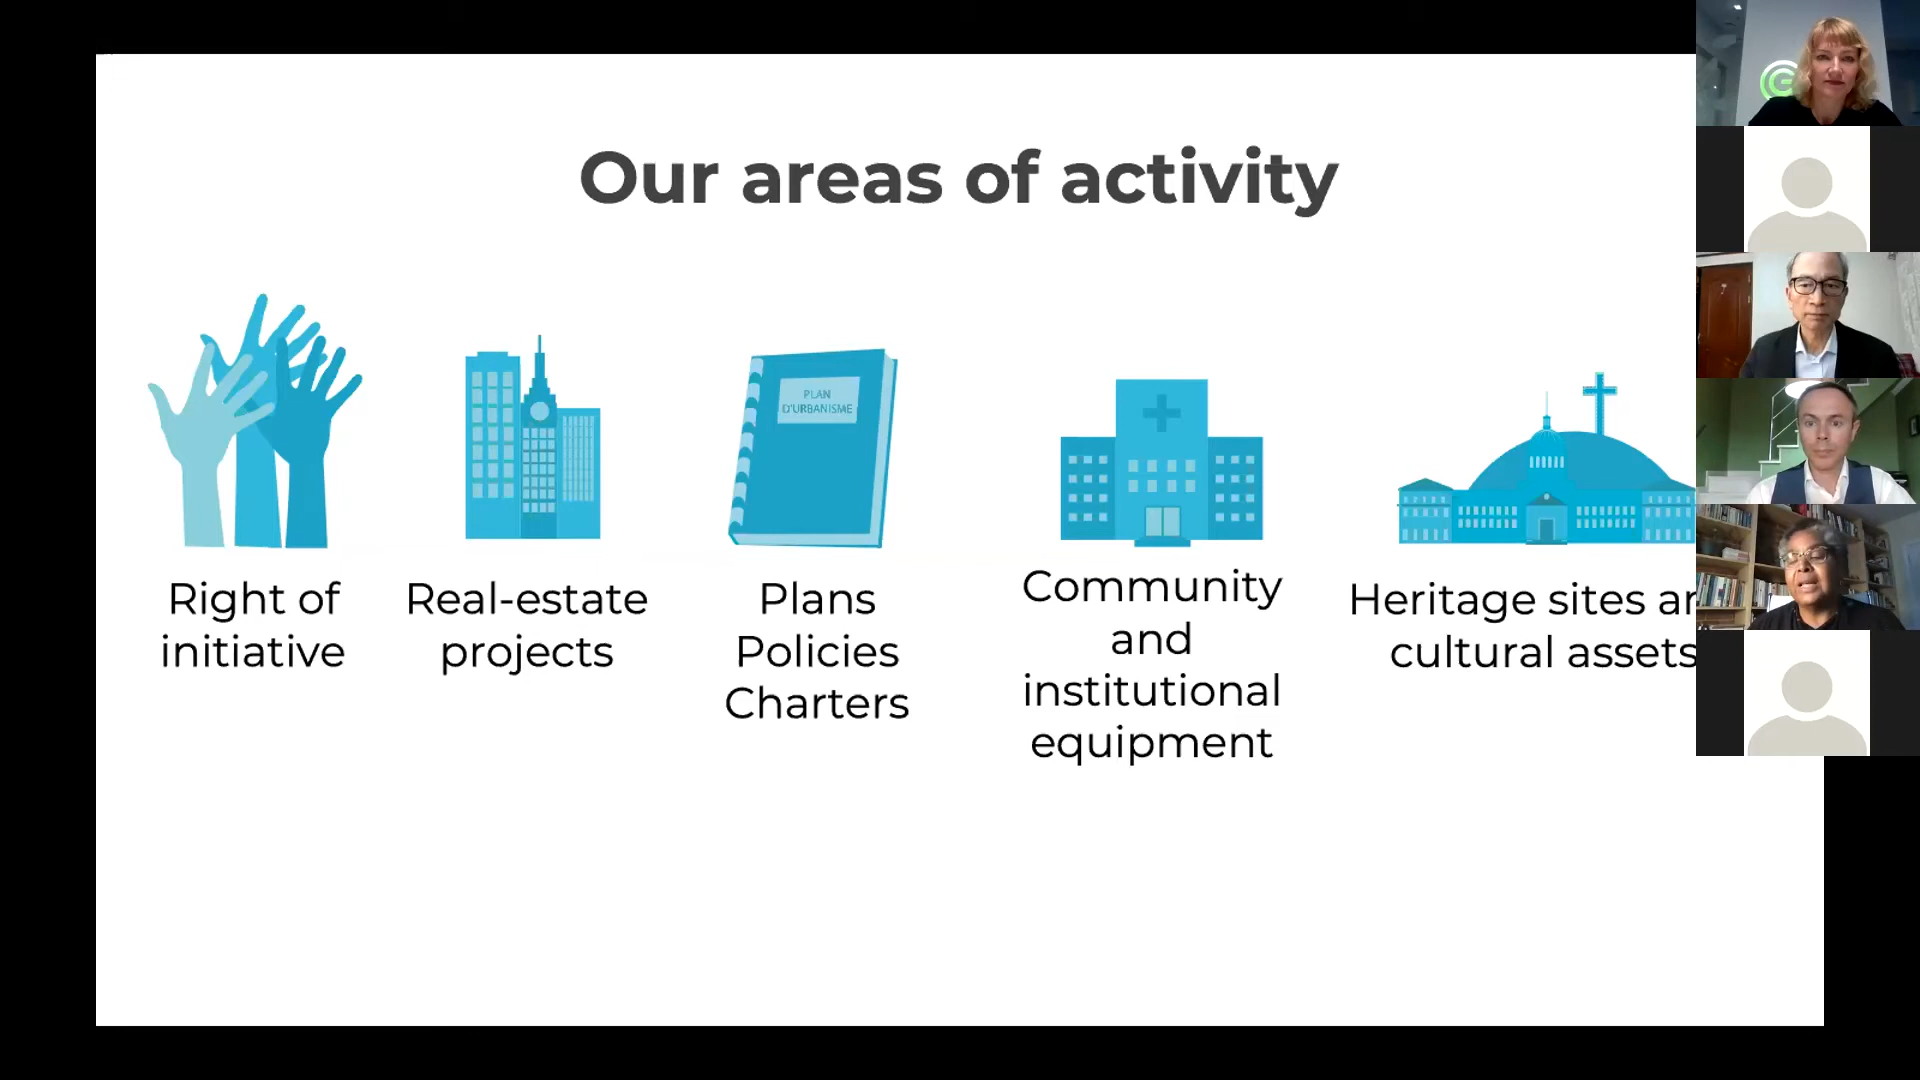 Our areas of activity
PLAN
D'URBANISME
Right of
initiative
Real-estate
projects
Plans
Policies
Charters
Community
and
institutional
equipment
Heritage sites
cultural assets